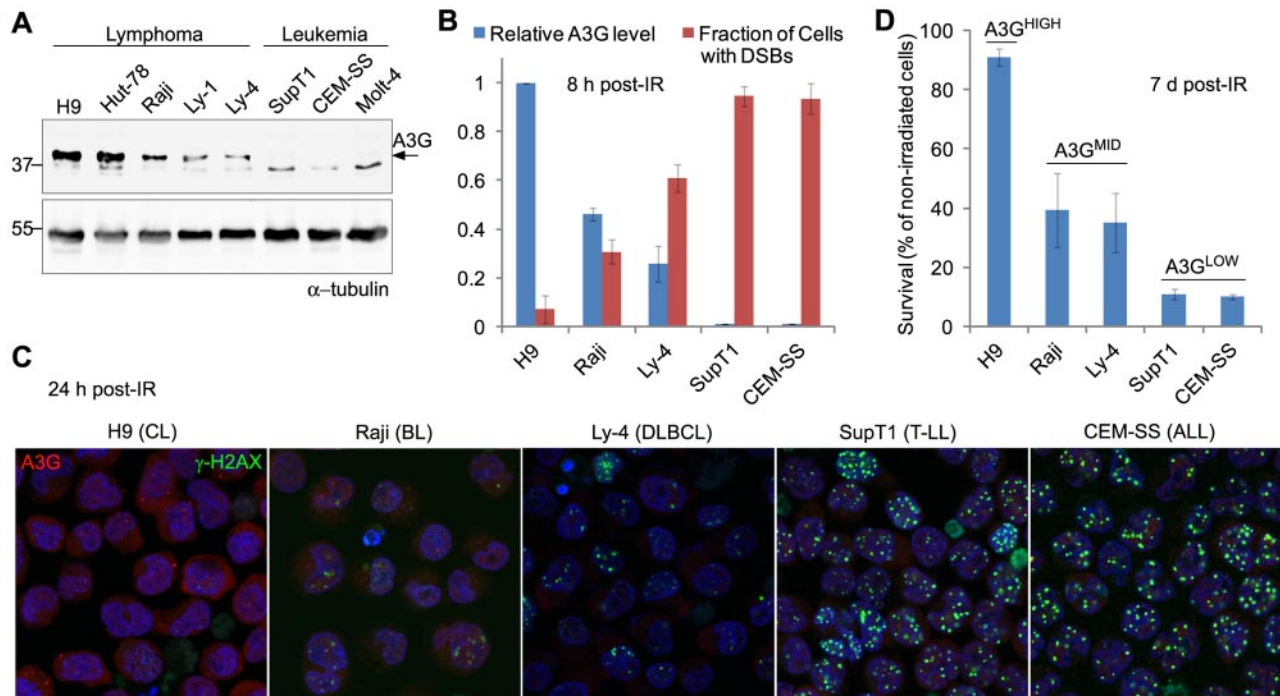 A
Lymphoma
Leukemia
H9
Hut-78
Raji
Ly-1
Ly-4
SupT1
CEM-SS
Molt-4
A3G
37
55
α–tubulin
B
Relative A3G level
Fraction of Cells
with DSBs
8 h post-IR
1
0.8
0.6
0.4
0.2
0
H9
Raji
Ly-4
SupT1
CEM-SS
D
Survival (% of non-irradiated cells)
100
80
60
40
20
0
A3G^HIGH
7 d post-IR
A3G^MID
A3G^LOW
H9
Raji
Ly-4
SupT1
CEM-SS
C
24 h post-IR
H9 (CL)
Raji (BL)
Ly-4 (DLBCL)
SupT1 (T-LL)
CEM-SS (ALL)
A3G
γ-H2AX